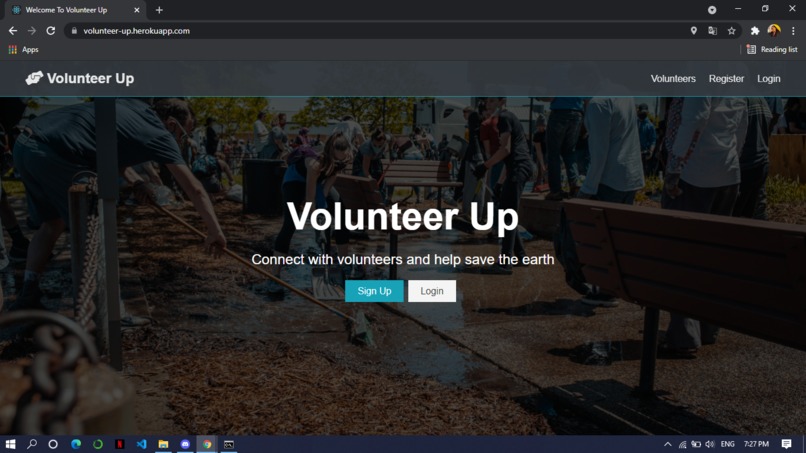 Welcome To Volunteer Up
volunteer-up.herokuapp.com
Apps
Reading list
Volunteer Up
Volunteers Register Login
Volunteer Up
Connect with volunteers and help save the earth
Sign Up Login
ENG 7:27 PM